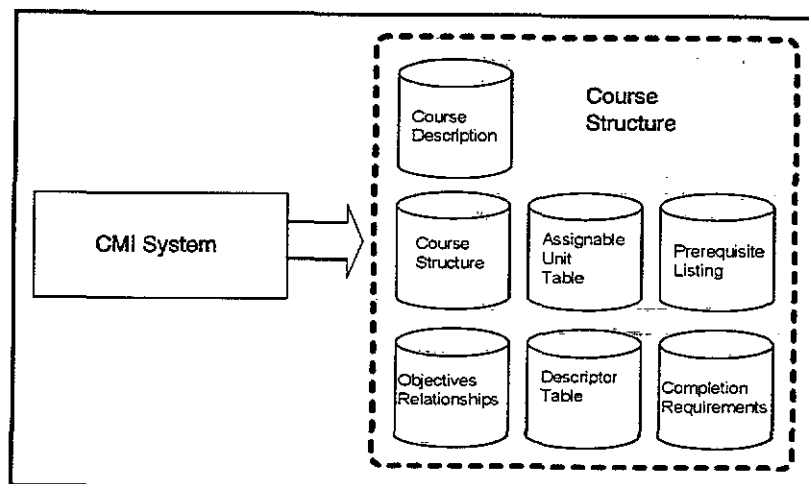 Course
Structure
Course
Description
CMI System
Course
Structure
Assignable
Unit
Table
Prerequisite
Listing
Objectives
Relationships
Descriptor
Table
Completion
Requirements